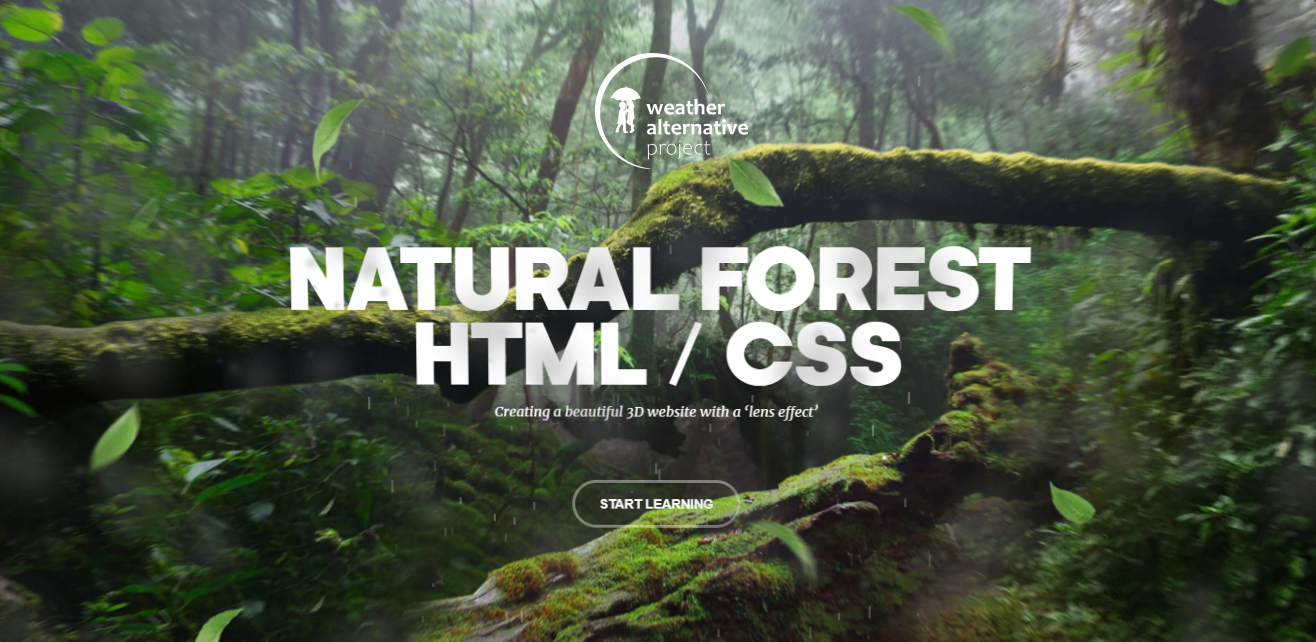 weather
alternative
project
NATURAL FOREST
HTML / CSS
Creating a beautiful 3D website with a ‘lens effect’
START LEARNING